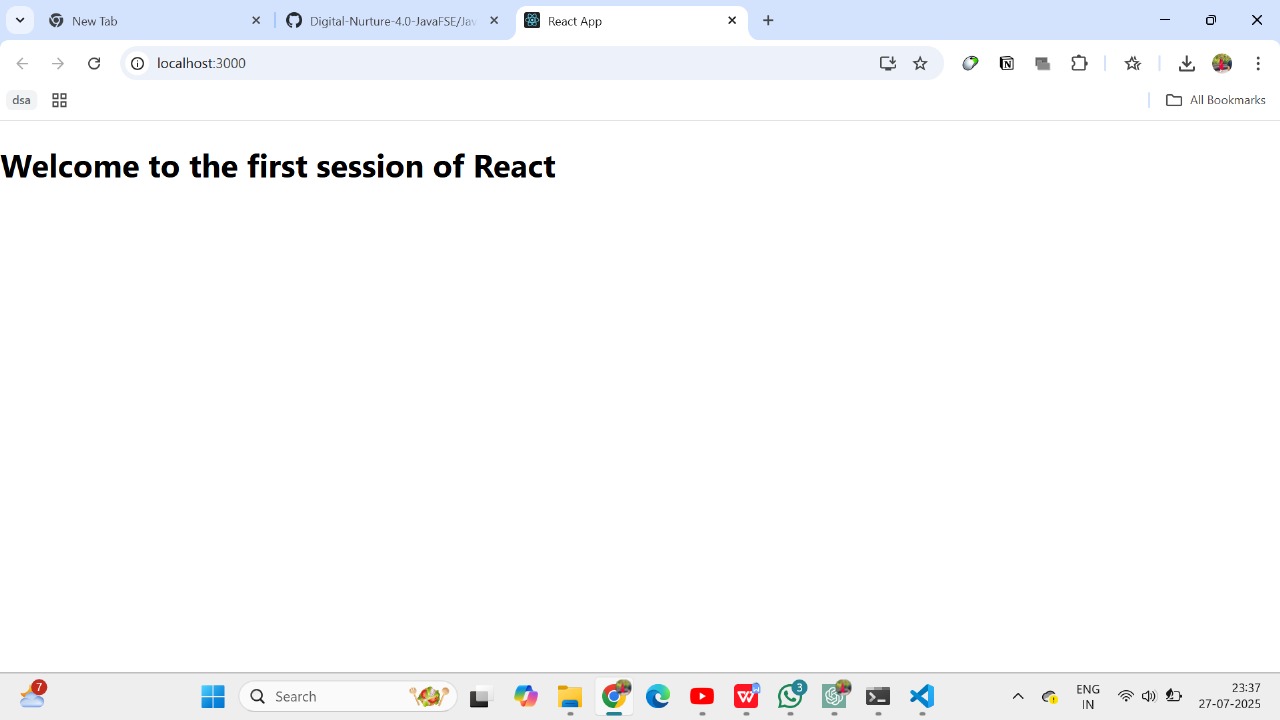 New Tab
Digital-Nurture-4.0-JavaFSE/Jav
React App
localhost:3000
dsa
All Bookmarks
Welcome to the first session of React
7
Search
3
ENG
IN
23:37
27-07-2025